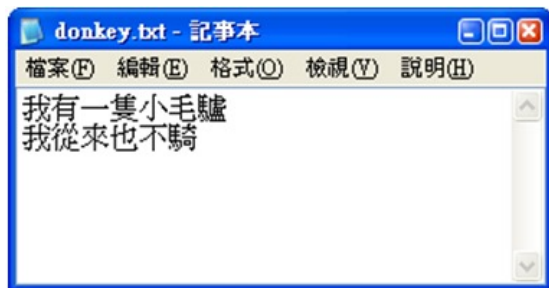 donkey.txt - 記事本
檔案(F) 編輯(E) 格式(O) 檢視(V) 說明(H)
我有一隻小毛驢
我從來也不騎